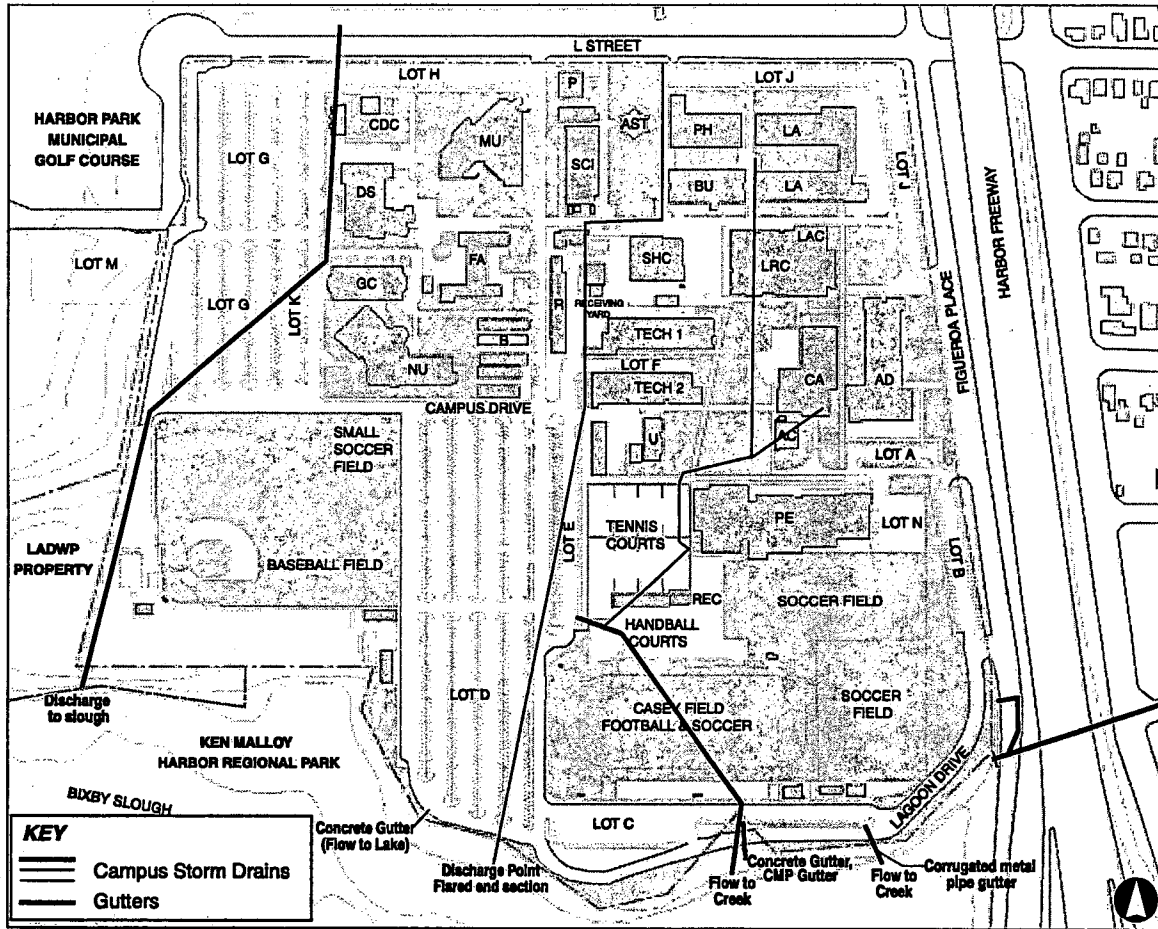 L STREET
LOT H
LOT J
P
HARBOR PARK
MUNICIPAL
GOLF COURSE
CDC
MU
AST
PH
LA
LOT G
SCI
LOT J
DS
BU
LA
HARBOR FREEWAY
LOT M
FA
SHC
LAC
LRC
GC
LOT G
LOT K
R
RECEIVING
YARD
FIGUEROA PLACE
TECH 1
B
NU
LOT F
CA
AD
TECH 2
CAMPUS DRIVE
SMALL
SOCCER
FIELD
U
AC
LOT A
PE
LOT E
TENNIS
COURTS
LOT N
LOT B
LADWP
PROPERTY
BASEBALL FIELD
REC
SOCCER FIELD
HANDBALL
COURTS
LOT D
Discharge
to slough
CASEY FIELD
FOOTBALL & SOCCER
SOCCER
FIELD
KEN MALLOY
HARBOR REGIONAL PARK
LAGOON DRIVE
BIXBY SLOUGH
LOT C
Concrete Gutter
(Flow to Lake)
Discharge Point
Flared end section
Flow to
Creek
Concrete Gutter,
CMP Gutter
Flow to
Creek
Corrugated metal
pipe gutter
KEY
Campus Storm Drains
Gutters